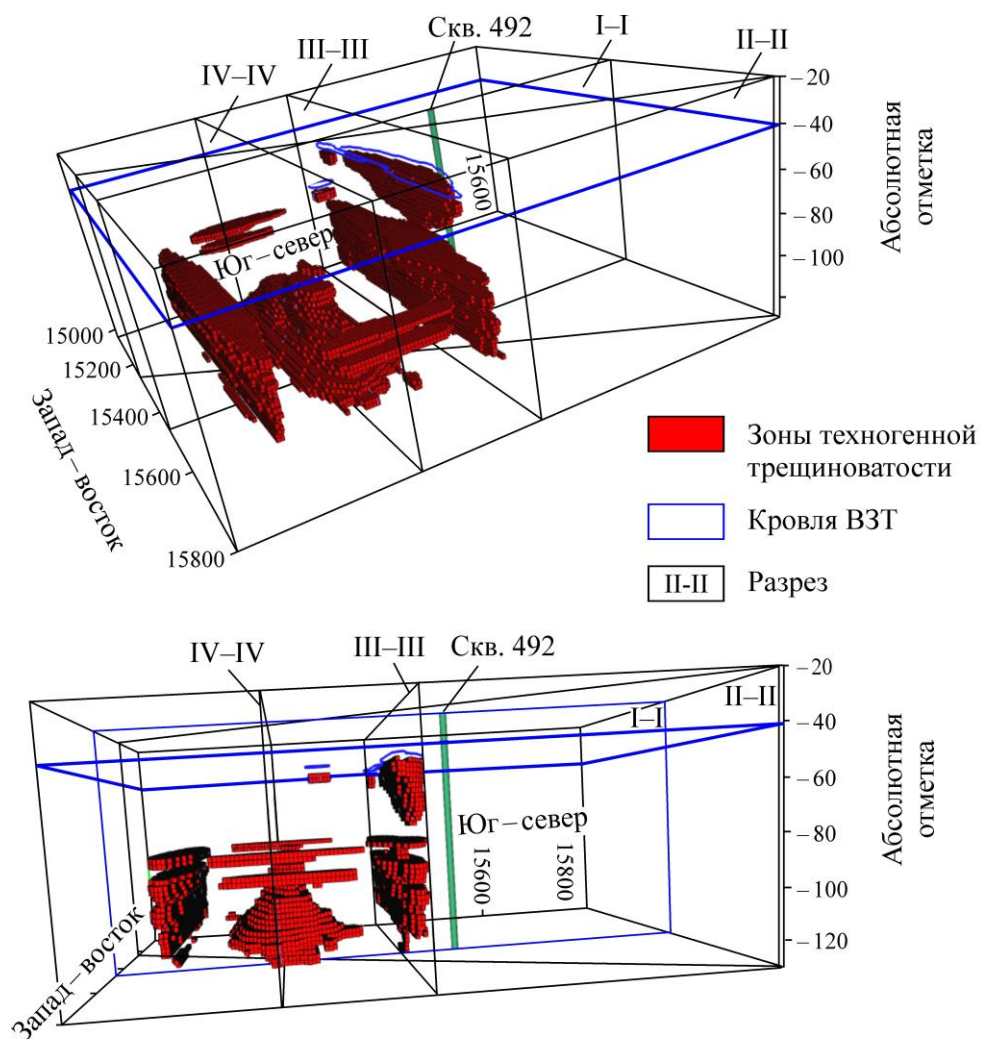 Скв. 492
I–I
II–II
III–III
IV–IV
–20
–40
–60
–80
–100
Абсолютная
отметка
15600
Юг–север
15000
15200
15400
15600
15800
Запад–восток
Зоны техногенной
трещиноватости
Кровля ВЗТ
II-II Разрез
IV–IV
III–III
Скв. 492
I–I
II–II
–20
–40
–60
–80
–100
–120
Абсолютная
отметка
Юг–север
15600
15800
Запад–восток